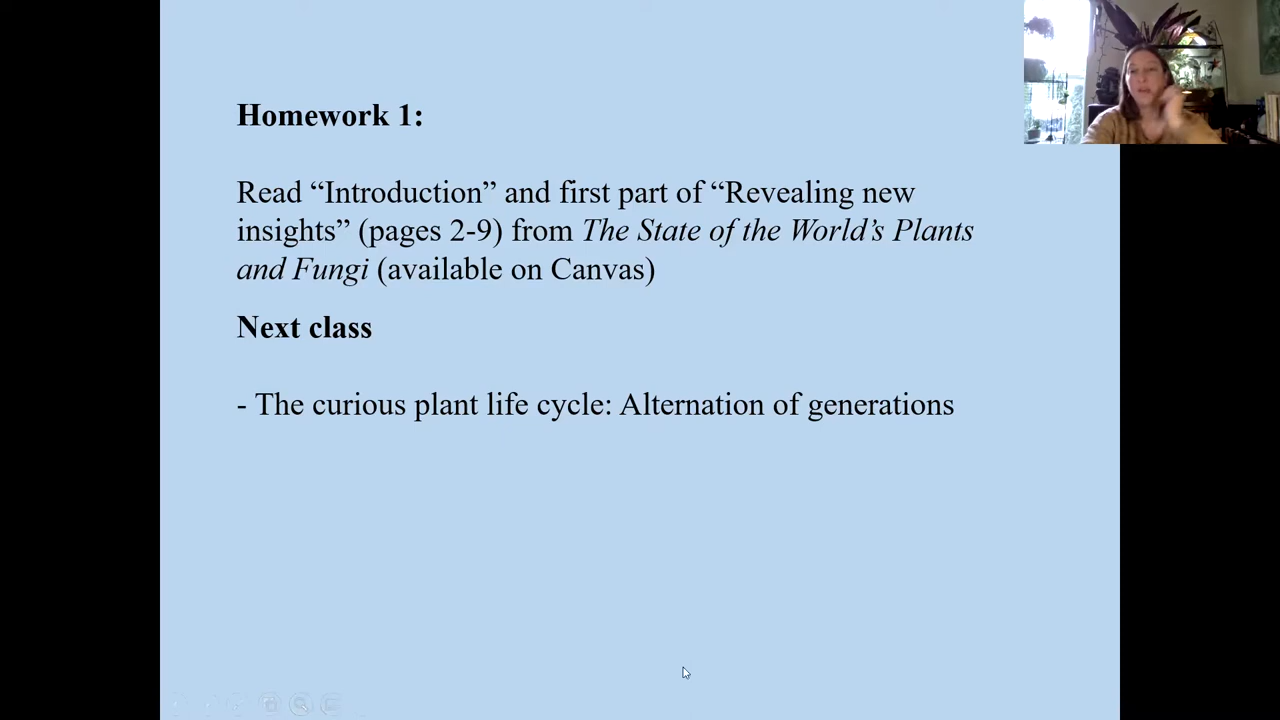 Homework 1:
Read “Introduction” and first part of “Revealing new
insights” (pages 2-9) from The State of the World’s Plants
and Fungi (available on Canvas)
Next class
- The curious plant life cycle: Alternation of generations